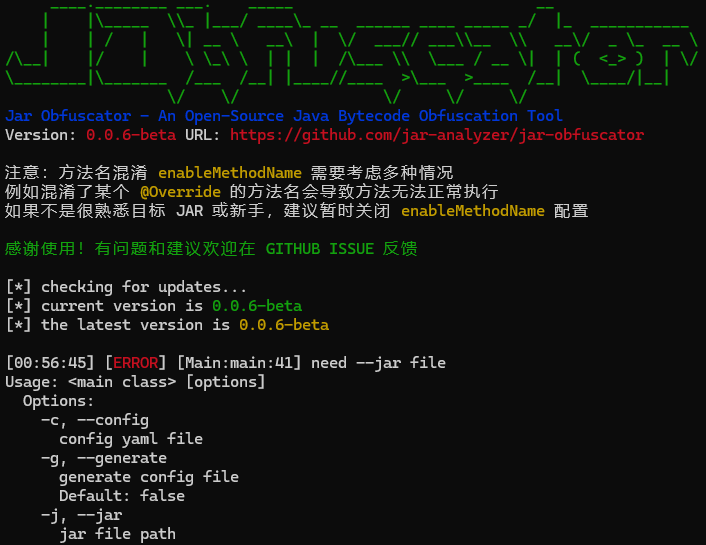 Jar Obfuscator - An Open-Source Java Bytecode Obfuscation Tool
Version: 0.0.6-beta URL: https://github.com/jar-analyzer/jar-obfuscator
注意：方法名混淆 enableMethodName 需要考虑多种情况
例如混淆了某个 @Override 的方法名会导致方法无法正常执行
如果不是很熟悉目标 JAR 或新手，建议暂时关闭 enableMethodName 配置
感谢使用！有问题和建议欢迎在 GITHUB ISSUE 反馈
[*] checking for updates...
[*] current version is 0.0.6-beta
[*] the latest version is 0.0.6-beta
[00:56:45] [ERROR] [Main:main:41] need --jar file
Usage: <main class> [options]
  Options:
    -c, --config
      config yaml file
    -g, --generate
      generate config file
      Default: false
    -j, --jar
      jar file path